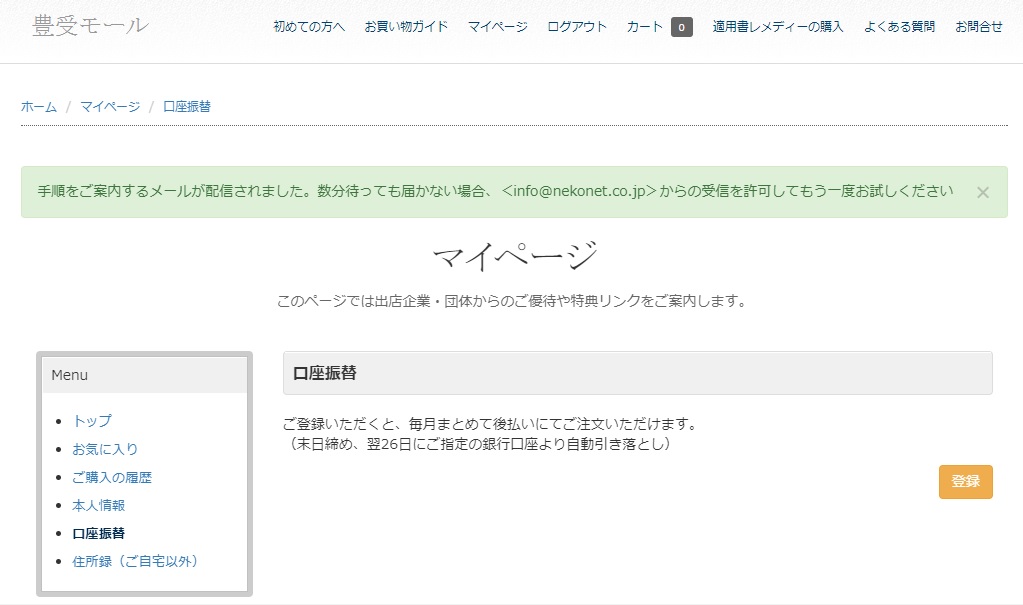 豊受モール
初めての方へ お買い物ガイド マイページ ログアウト カート 0 適用書レメディーの購入 よくある質問 お問合せ
ホーム / マイページ / 口座振替
手順をご案内するメールが配信されました。数分待っても届かない場合、＜info@nekonet.co.jp＞からの受信を許可してもう一度お試しください ×
マイページ
このページでは出店企業・団体からのご優待や特典リンクをご案内します。
Menu
トップ
お気に入り
ご購入の履歴
本人情報
口座振替
住所録（ご自宅以外）
口座振替
ご登録いただくと、毎月まとめて後払いにてご注文いただけます。
（末日締め、翌26日にご指定の銀行口座より自動引き落とし）
登録